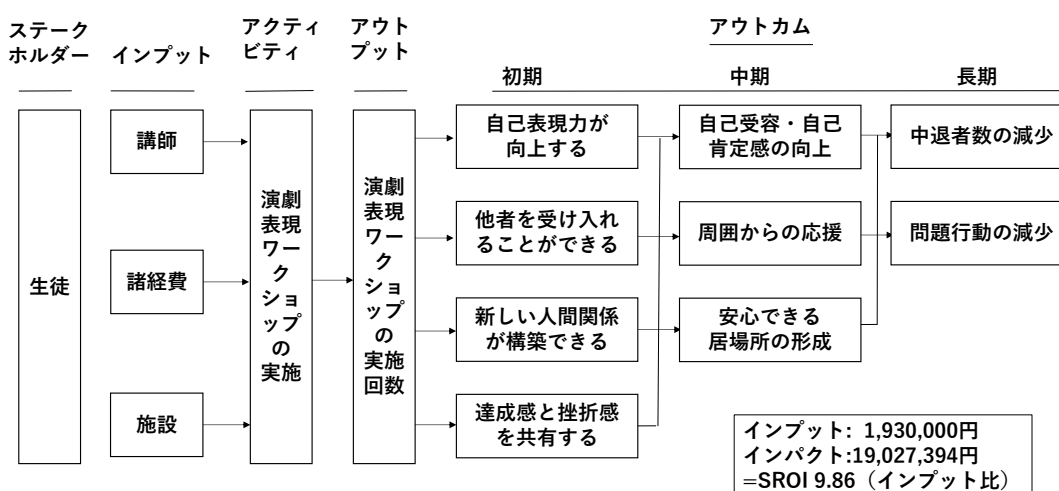 ステーク
ホルダー
インプット
アクティ
ビティ
アウト
プット
アウトカム
初期
中期
長期
生徒
講師
諸経費
施設
演劇
表現
ワー
ク
ショ
ップ
の
実施
演劇
表現
ワー
ク
ショ
ップ
の
実施
回数
自己表現力が
向上する
他者を受け入れ
ることができる
新しい人間関係
が構築できる
達成感と挫折感
を共有する
自己受容・自己
肯定感の向上
周囲からの応援
安心できる
居場所の形成
中退者数の減少
問題行動の減少
インプット: 1,930,000円
インパクト:19,027,394円
=SROI 9.86（インプット比）